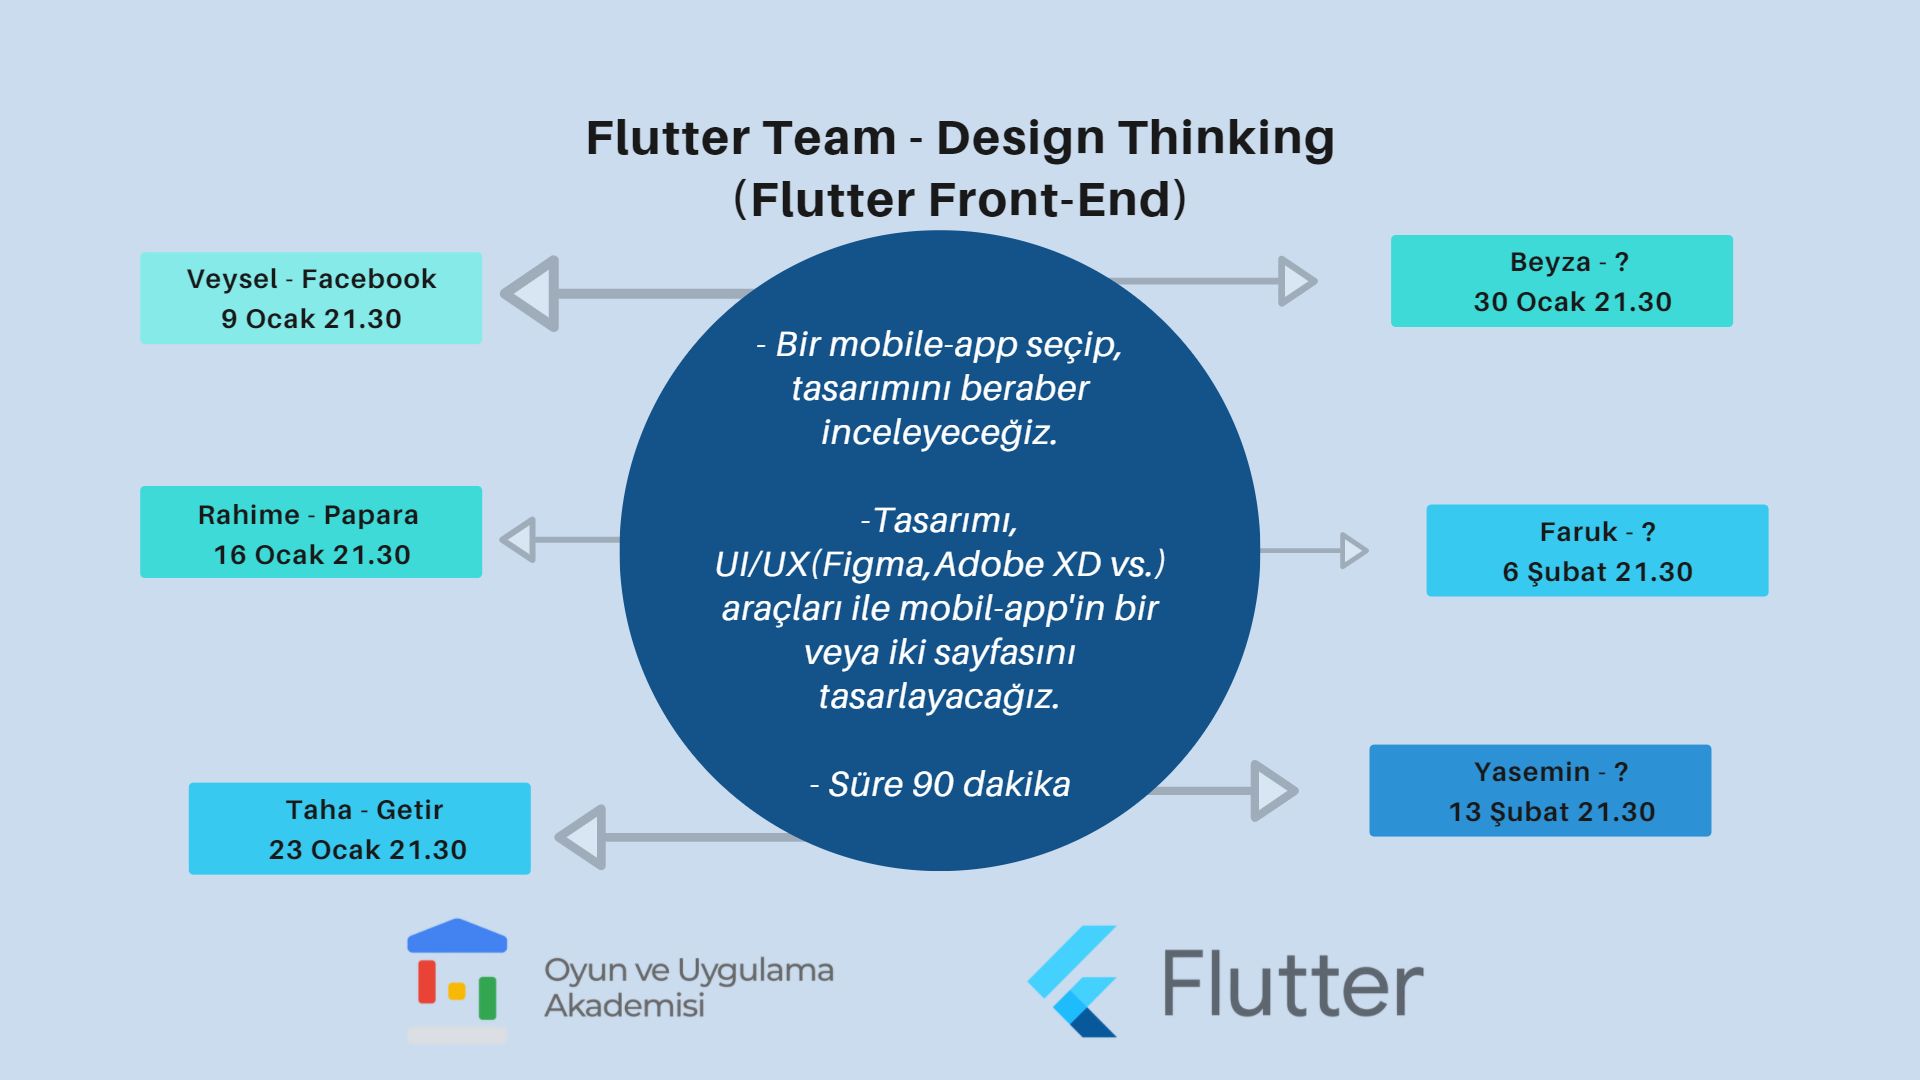 Flutter Team - Design Thinking
(Flutter Front-End)
Veysel - Facebook
9 Ocak 21.30
Rahime - Papara
16 Ocak 21.30
Taha - Getir
23 Ocak 21.30
- Bir mobile-app seçip,
tasarımını beraber
inceleyeceğiz.
-Tasarımı,
UI/UX(Figma,Adobe XD vs.)
araçları ile mobil-app'in bir
veya iki sayfasını
tasarlayacağız.
- Süre 90 dakika
Beyza - ?
30 Ocak 21.30
Faruk - ?
6 Şubat 21.30
Yasemin - ?
13 Şubat 21.30
Oyun ve Uygulama
Akademisi
Flutter